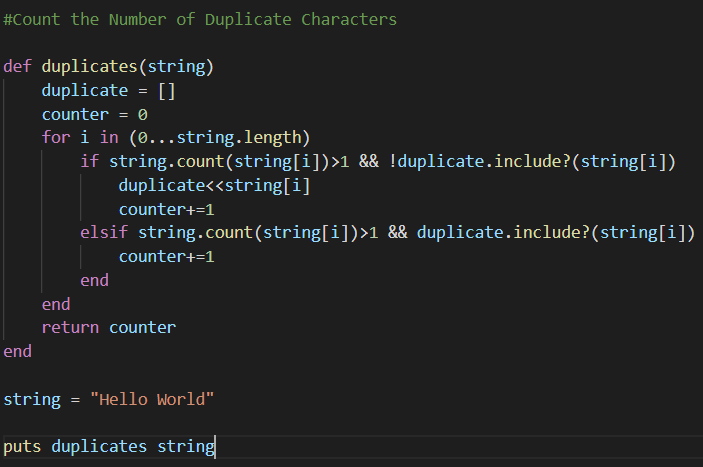 #Count the Number of Duplicate Characters
def duplicates(string)
    duplicate = []
    counter = 0
    for i in (0...string.length)
        if string.count(string[i])>1 && !duplicate.include?(string[i])
            duplicate<<string[i]
            counter+=1
        elsif string.count(string[i])>1 && duplicate.include?(string[i])
            counter+=1
        end
    end
    return counter
end
string = "Hello World"
puts duplicates string